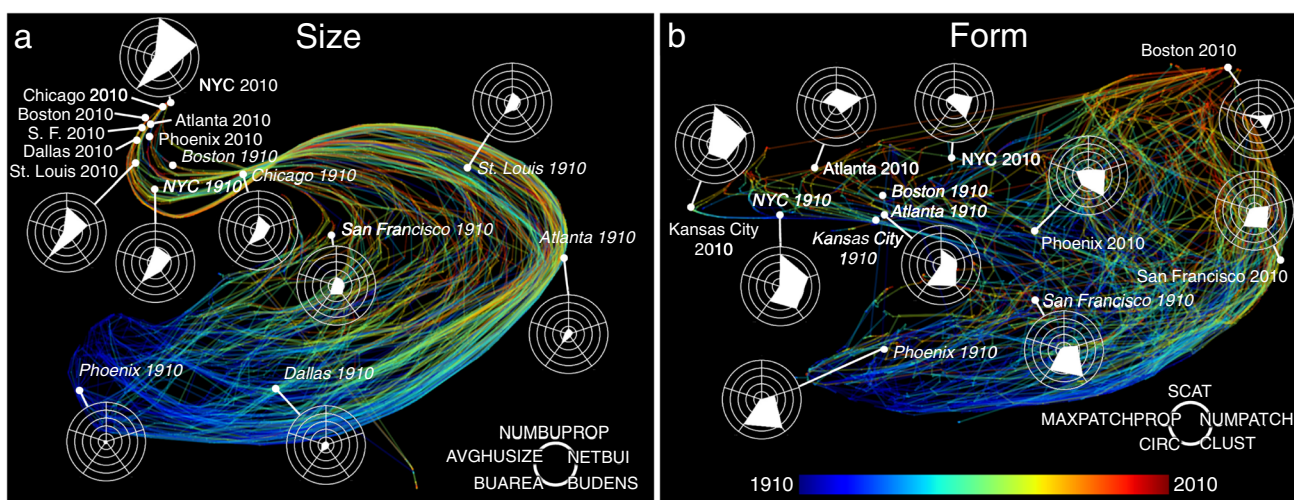 a
Size
NYC 2010
Chicago 2010
Boston 2010
S. F. 2010
Atlanta 2010
Dallas 2010
Phoenix 2010
St. Louis 2010
Boston 1910
NYC 1910
Chicago 1910
St. Louis 1910
San Francisco 1910
Atlanta 1910
Phoenix 1910
Dallas 1910
NUMBUPROP
AVGHUSIZE
NETBUI
BUAREA
BUDENS
b
Form
Boston 2010
Atlanta 2010
NYC 2010
NYC 1910
Boston 1910
Atlanta 1910
Kansas City
2010
Kansas City
1910
Phoenix 2010
San Francisco 2010
San Francisco 1910
Phoenix 1910
SCAT
MAXPATCHPROP
NUMPATCH
CIRC
CLUST
1910
2010